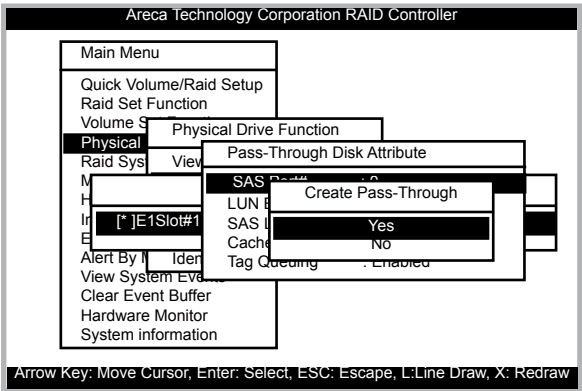 Areca Technology Corporation RAID Controller
Main Menu
Quick Volume/Raid Setup
Raid Set Function
Volume S
Physical Drive Function
Physical
Raid Sys
View
Pass-Through Disk Attribute
SAS Port# : 0
Create Pass-Through
LUN
[* ]E1Slot#1
SAS L
Yes
Cache
No
Alert By
Iden
Tag Queuing : Enabled
View System Events
Clear Event Buffer
Hardware Monitor
System information
Arrow Key: Move Cursor, Enter: Select, ESC: Escape, L:Line Draw, X: Redraw